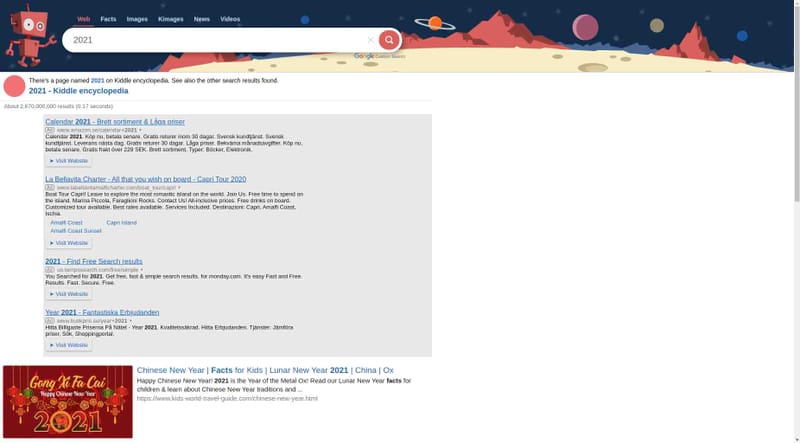 Web Facts Images Kimages News Videos
2021
Google Custom Search
There's a page named 2021 on Kiddle encyclopedia. See also the other search results found.
2021 - Kiddle encyclopedia
About 2,670,000,000 results (0.17 seconds)
Calendar 2021 - Brett sortiment & Låga priser
Ad www.amazon.se/calendar+2021
Calendar 2021. Köp nu, betala senare. Gratis returer inom 30 dagar. Svensk kundtjänst. Svensk
kundtjänst. Leverans nästa dag. Gratis returer 30 dagar. Låga priser. Bekväma månadsavgifter. Köp nu,
betala senare. Gratis frakt över 229 SEK. Brett sortiment. Typer: Böcker, Elektronik.
➤ Visit Website
La Bellavita Charter - All that you wish on board - Capri Tour 2020
Ad www.labellavitaamalficharter.com/boat_tour/capri
Boat Tour Capri! Leave to explore the most romantic island on the world. Join Us. Free time to spend on
the island. Marina Piccola, Faraglioni Rocks. Contact Us! All-inclusive prices. Free drinks on board.
Customized tour available. Best rates available. Services Included. Destinazioni: Capri, Amalfi Coast,
Ischia.
Amalfi Coast Capri Island
Amalfi Coast Sunset
➤ Visit Website
2021 - Find Free Search results
Ad
You Searched for 2021. Get free, fast & simple search results. for monday.com. It's easy Fast and Free.
Results. Fast. Secure. Free.
➤ Visit Website
Year 2021 - Fantastiska Erbjudanden
Ad
Hitta Billigaste Priserna På Nätet - Year 2021. Kvalitetssäkrad. Hitta Erbjudanden. Tjänster: Jämföra
priser, Sök, Shoppingportal.
➤ Visit Website
Chinese New Year | Facts for Kids | Lunar New Year 2021 | China | Ox
Happy Chinese New Year! 2021 is the Year of the Metal Ox! Read our Lunar New Year facts for
children & learn about Chinese New Year traditions and ...
https://www.kids-world-travel-guide.com/chinese-new-year.html
Gong Xi Fa Cai
Happy Chinese New Year
2021